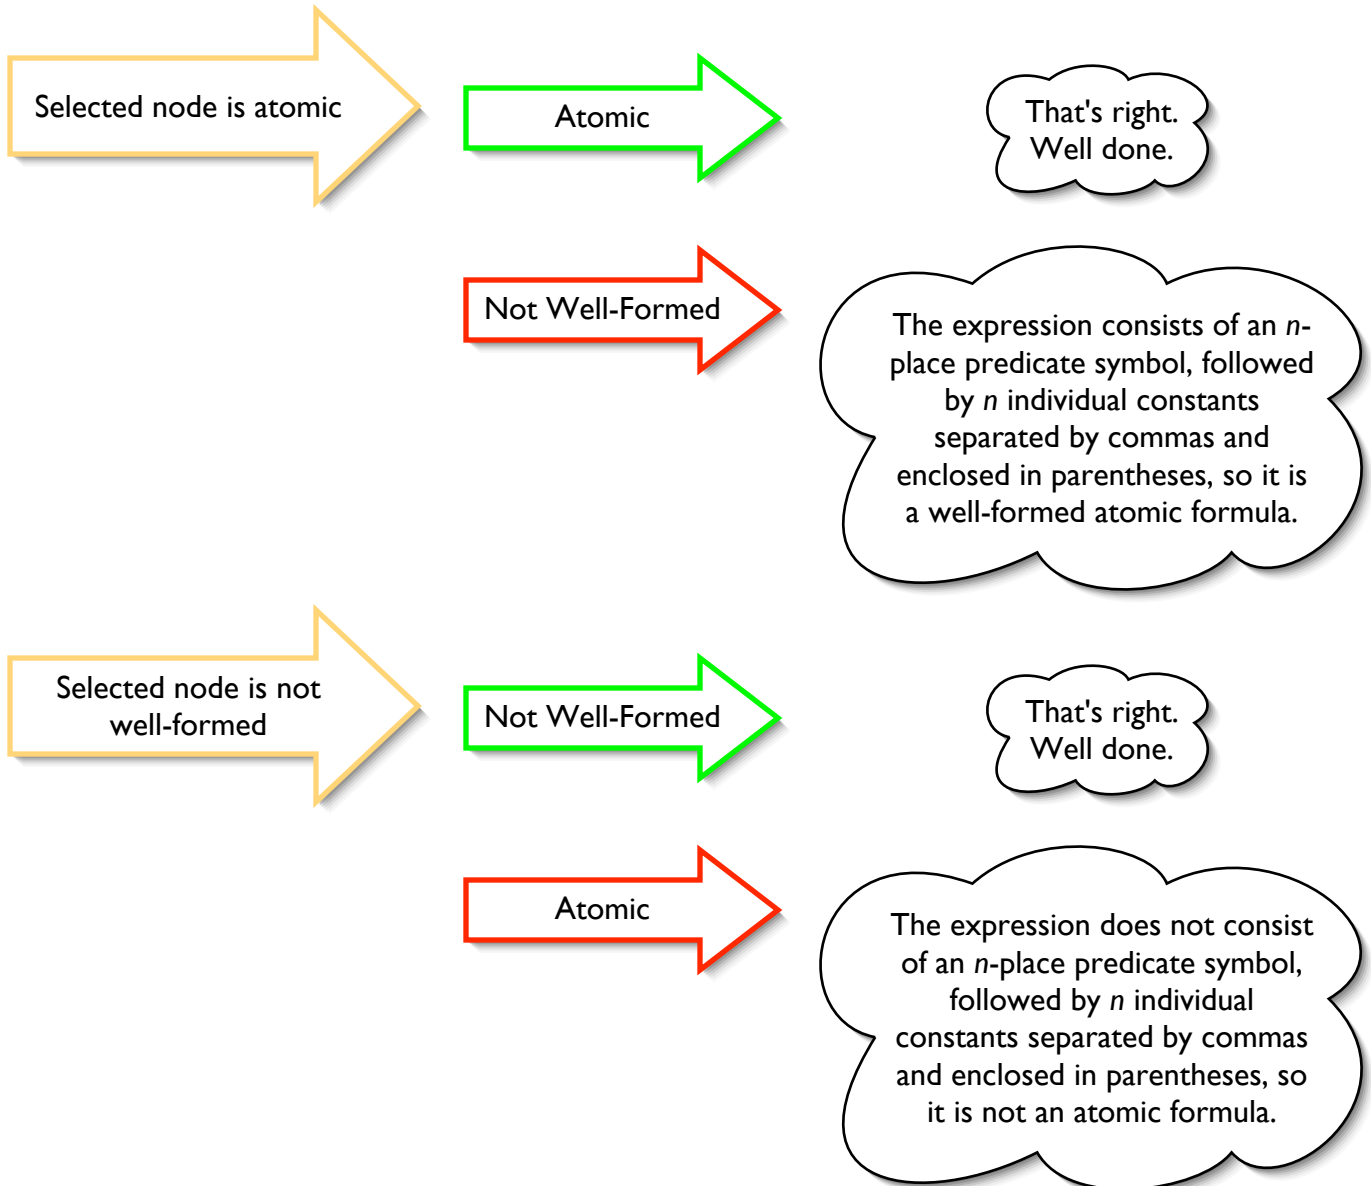 Selected node is atomic
Atomic
That's right.
Well done.
Not Well-Formed
The expression consists of an n-
place predicate symbol, followed
by n individual constants
separated by commas and
enclosed in parentheses, so it is
a well-formed atomic formula.
Selected node is not
well-formed
Not Well-Formed
That's right.
Well done.
Atomic
The expression does not consist
of an n-place predicate symbol,
followed by n individual
constants separated by commas
and enclosed in parentheses, so
it is not an atomic formula.